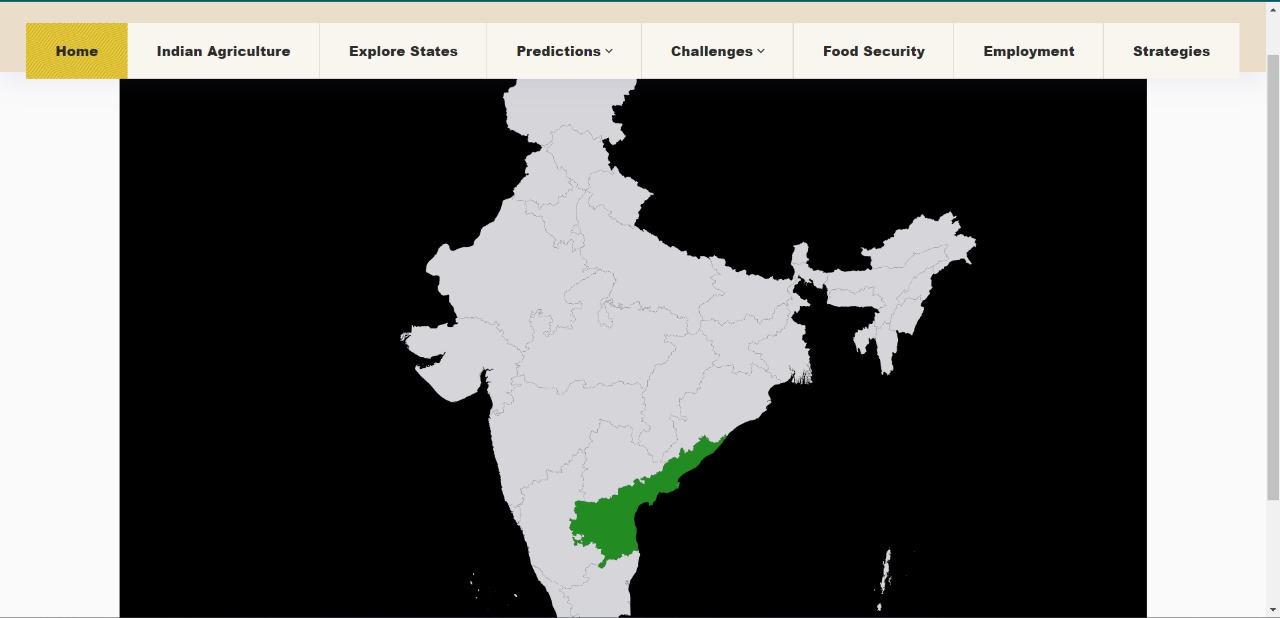 Home
Indian Agriculture
Explore States
Predictions
Challenges
Food Security
Employment
Strategies